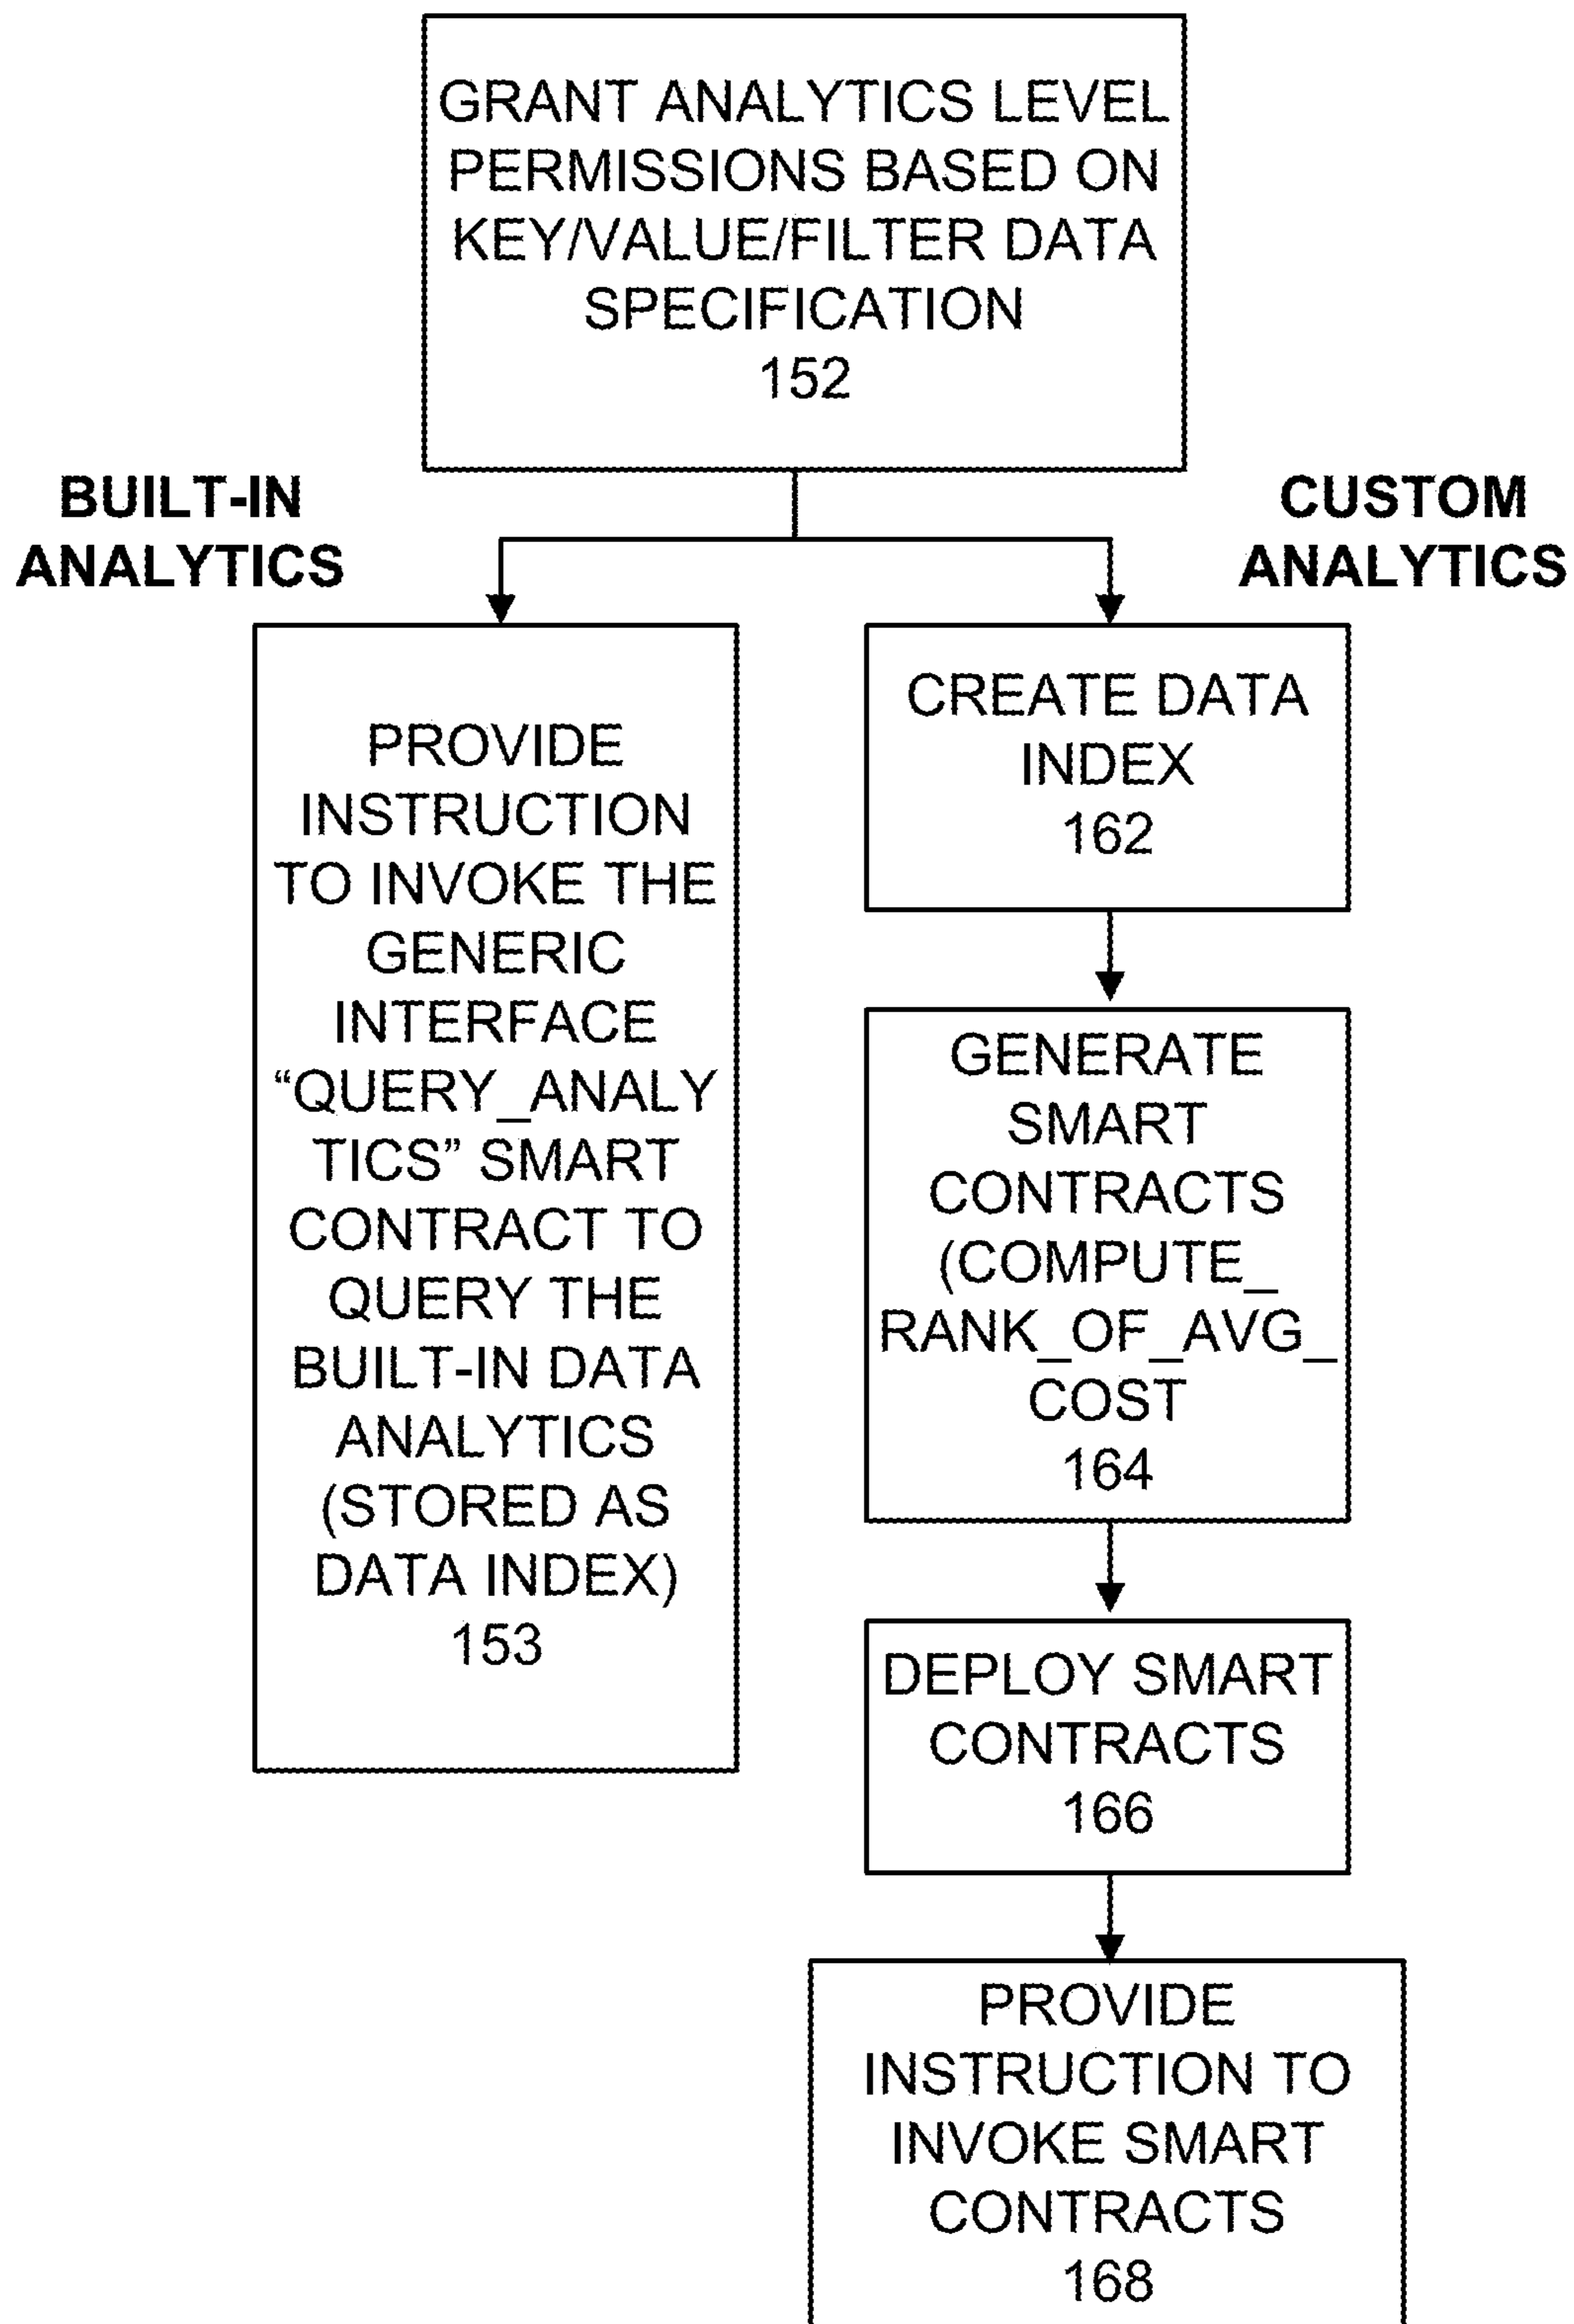 GRANT ANALYTICS LEVEL
PERMISSIONS BASED ON
KEY/VALUE/FILTER DATA
SPECIFICATION
152
BUILT-IN
ANALYTICS
CUSTOM
ANALYTICS
PROVIDE
INSTRUCTION
TO INVOKE THE
GENERIC
INTERFACE
“QUERY_ANALY
TICS” SMART
CONTRACT TO
QUERY THE
BUILT-IN DATA
ANALYTICS
(STORED AS
DATA INDEX)
153
CREATE DATA
INDEX
162
GENERATE
SMART
CONTRACTS
(COMPUTE_
RANK_OF_AVG_
COST
164
DEPLOY SMART
CONTRACTS
166
PROVIDE
INSTRUCTION TO
INVOKE SMART
CONTRACTS
168